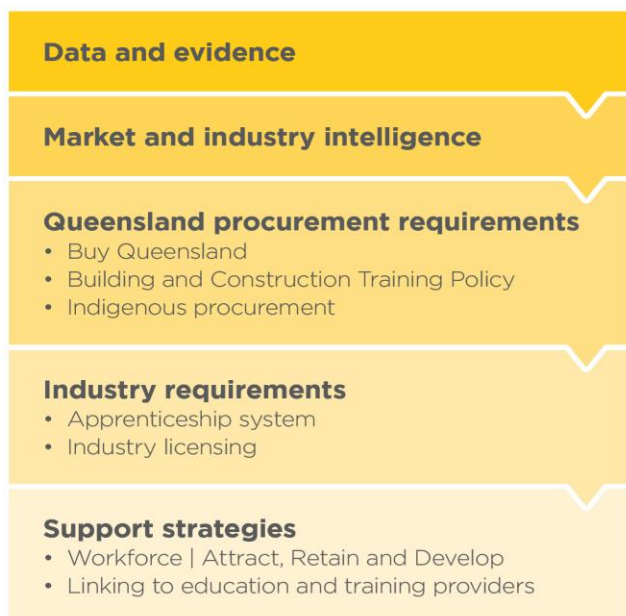 Data and evidence
Market and industry intelligence
Queensland procurement requirements
• Buy Queensland
• Building and Construction Training Policy
• Indigenous procurement
Industry requirements
• Apprenticeship system
• Industry licensing
Support strategies
• Workforce | Attract, Retain and Develop
• Linking to education and training providers